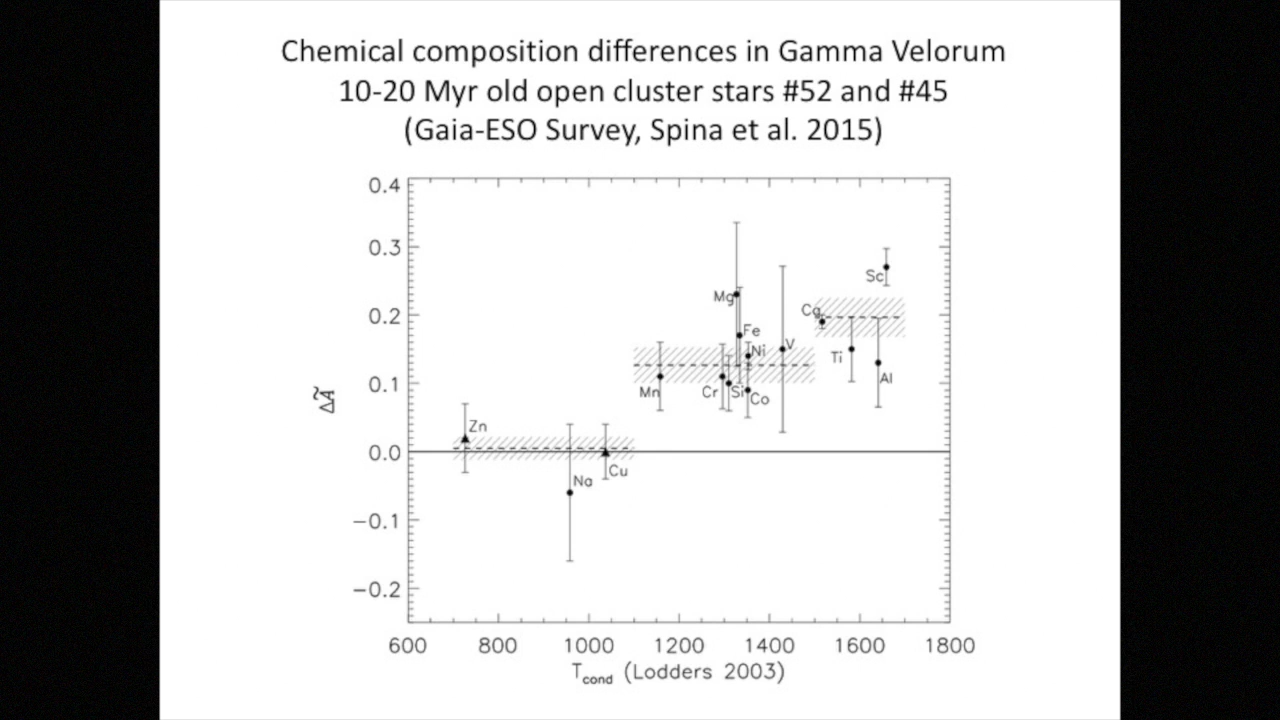 Chemical composition differences in Gamma Velorum
10-20 Myr old open cluster stars #52 and #45
(Gaia-ESO Survey, Spina et al. 2015)
0.4
0.3
Sc
Mg
Ca
0.2
Fe
V
Ni
Ti
Al
0.1
Mn
Cr
Si
Co
ΔÃ
Zn
0.0
Cu
Na
−0.1
−0.2
600 800 1000 1200 1400 1600 1800
Tcond (Lodders 2003)